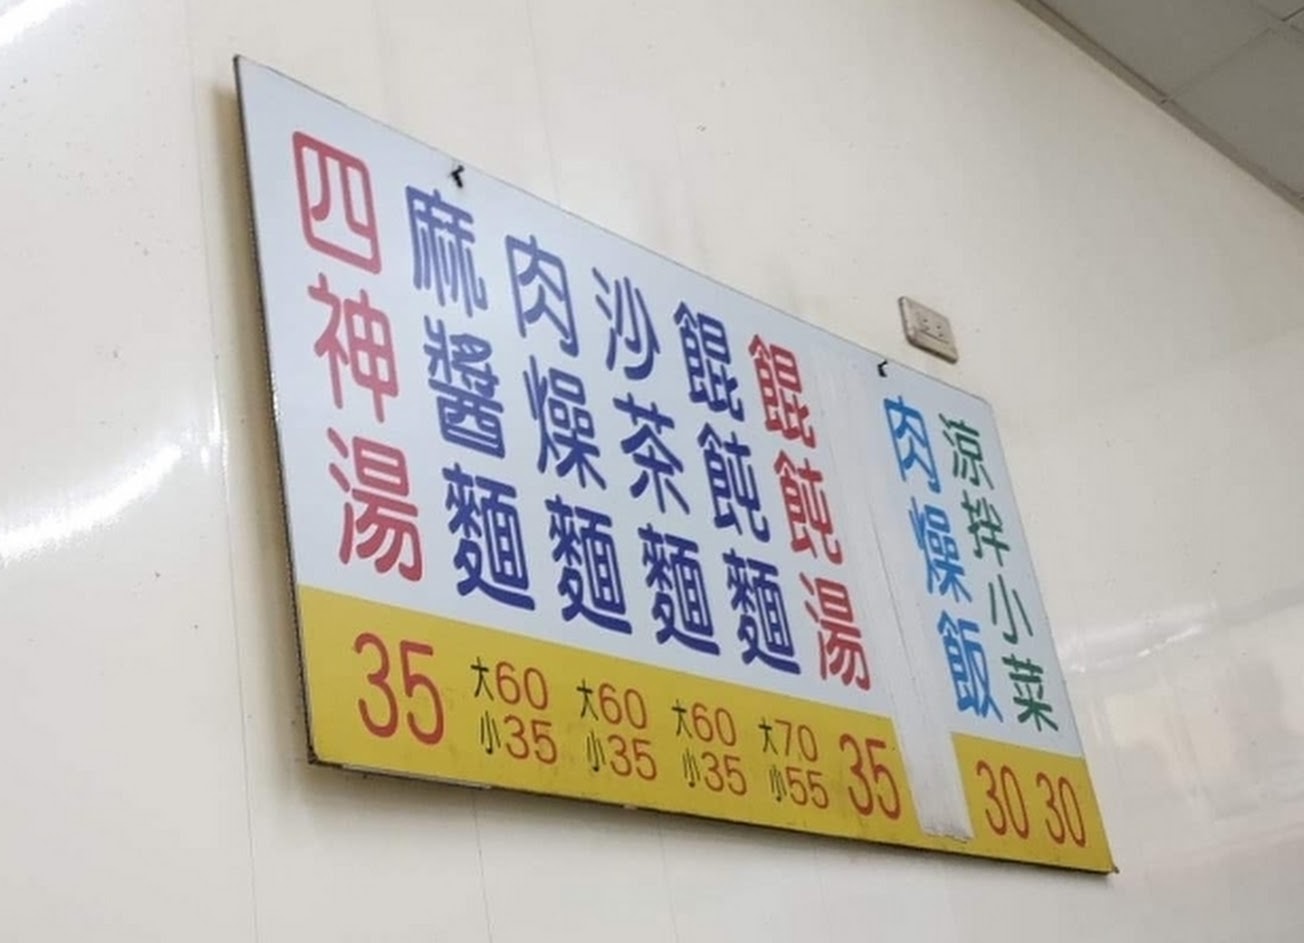 四神湯
35
麻醬麵
大60
小35
肉燥麵
大60
小35
沙茶麵
大60
小35
餛飩麵
大70
小55
餛飩湯
35
肉燥飯
30
涼拌小菜
30